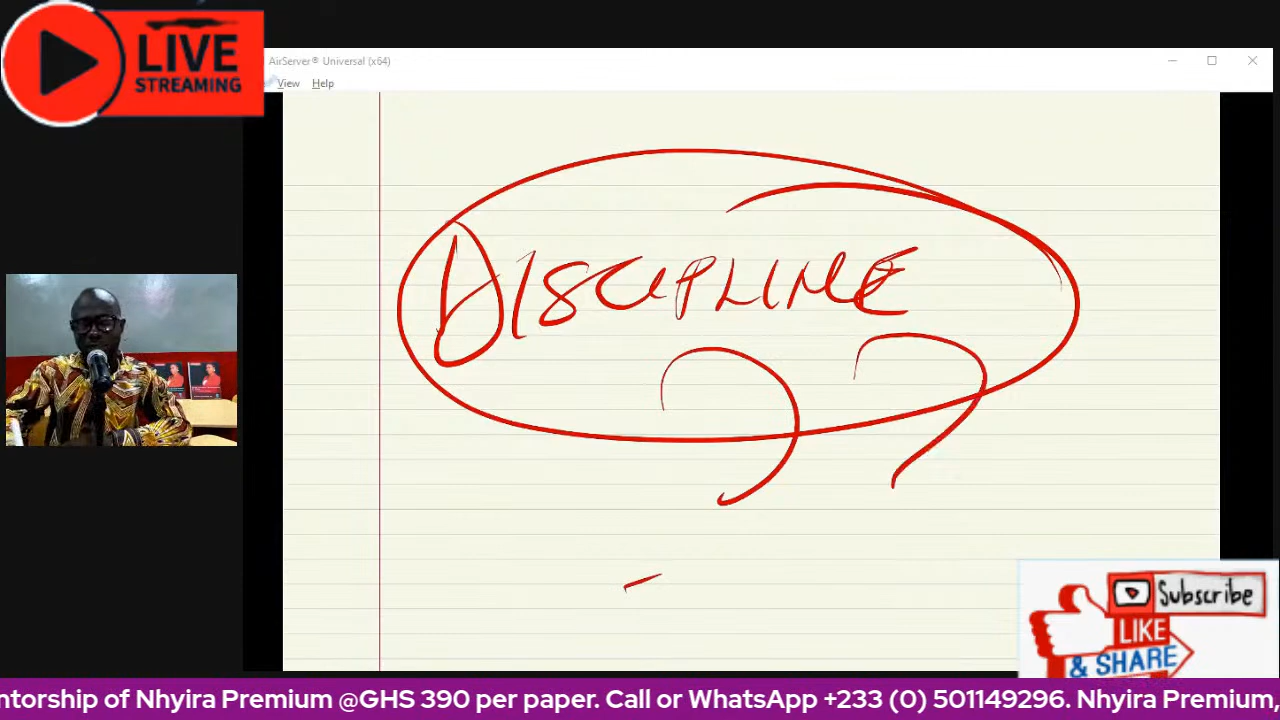 LIVE
STREAMING
AirServer® Universal (x64)
View Help
DISCIPLINE
??
Subscribe
LIKE
& SHARE
ntorship of Nhyira Premium @GHS 390 per paper. Call or WhatsApp +233 (0) 501149296. Nhyira Premium,